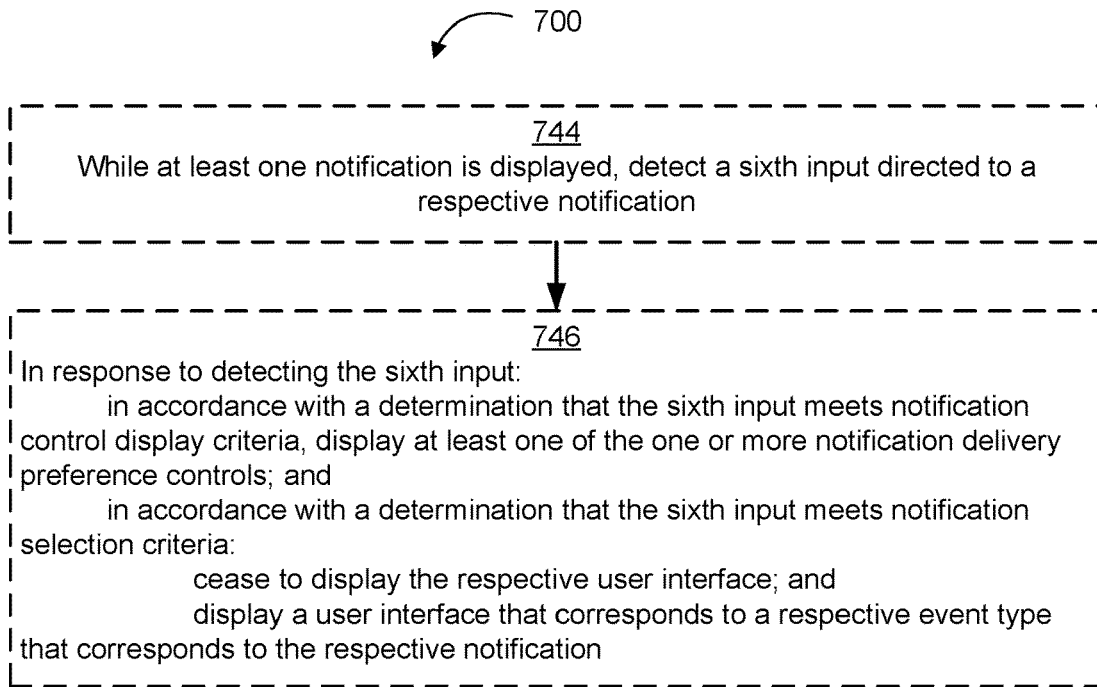 700
744
While at least one notification is displayed, detect a sixth input directed to a
respective notification
746
In response to detecting the sixth input:
in accordance with a determination that the sixth input meets notification
control display criteria, display at least one of the one or more notification delivery
preference controls; and
in accordance with a determination that the sixth input meets notification
selection criteria:
cease to display the respective user interface; and
display a user interface that corresponds to a respective event type
that corresponds to the respective notification